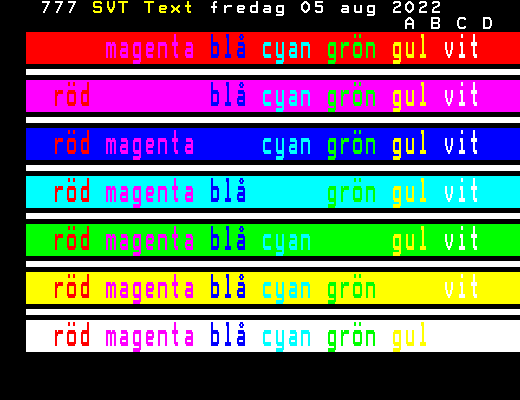 777 SVT Text fredag 05 aug 2022
A B C D
magenta blå cyan grön gul vit
röd blå cyan grön gul vit
röd magenta cyan grön gul vit
röd magenta blå grön gul vit
röd magenta blå cyan gul vit
röd magenta blå cyan grön vit
röd magenta blå cyan grön gul